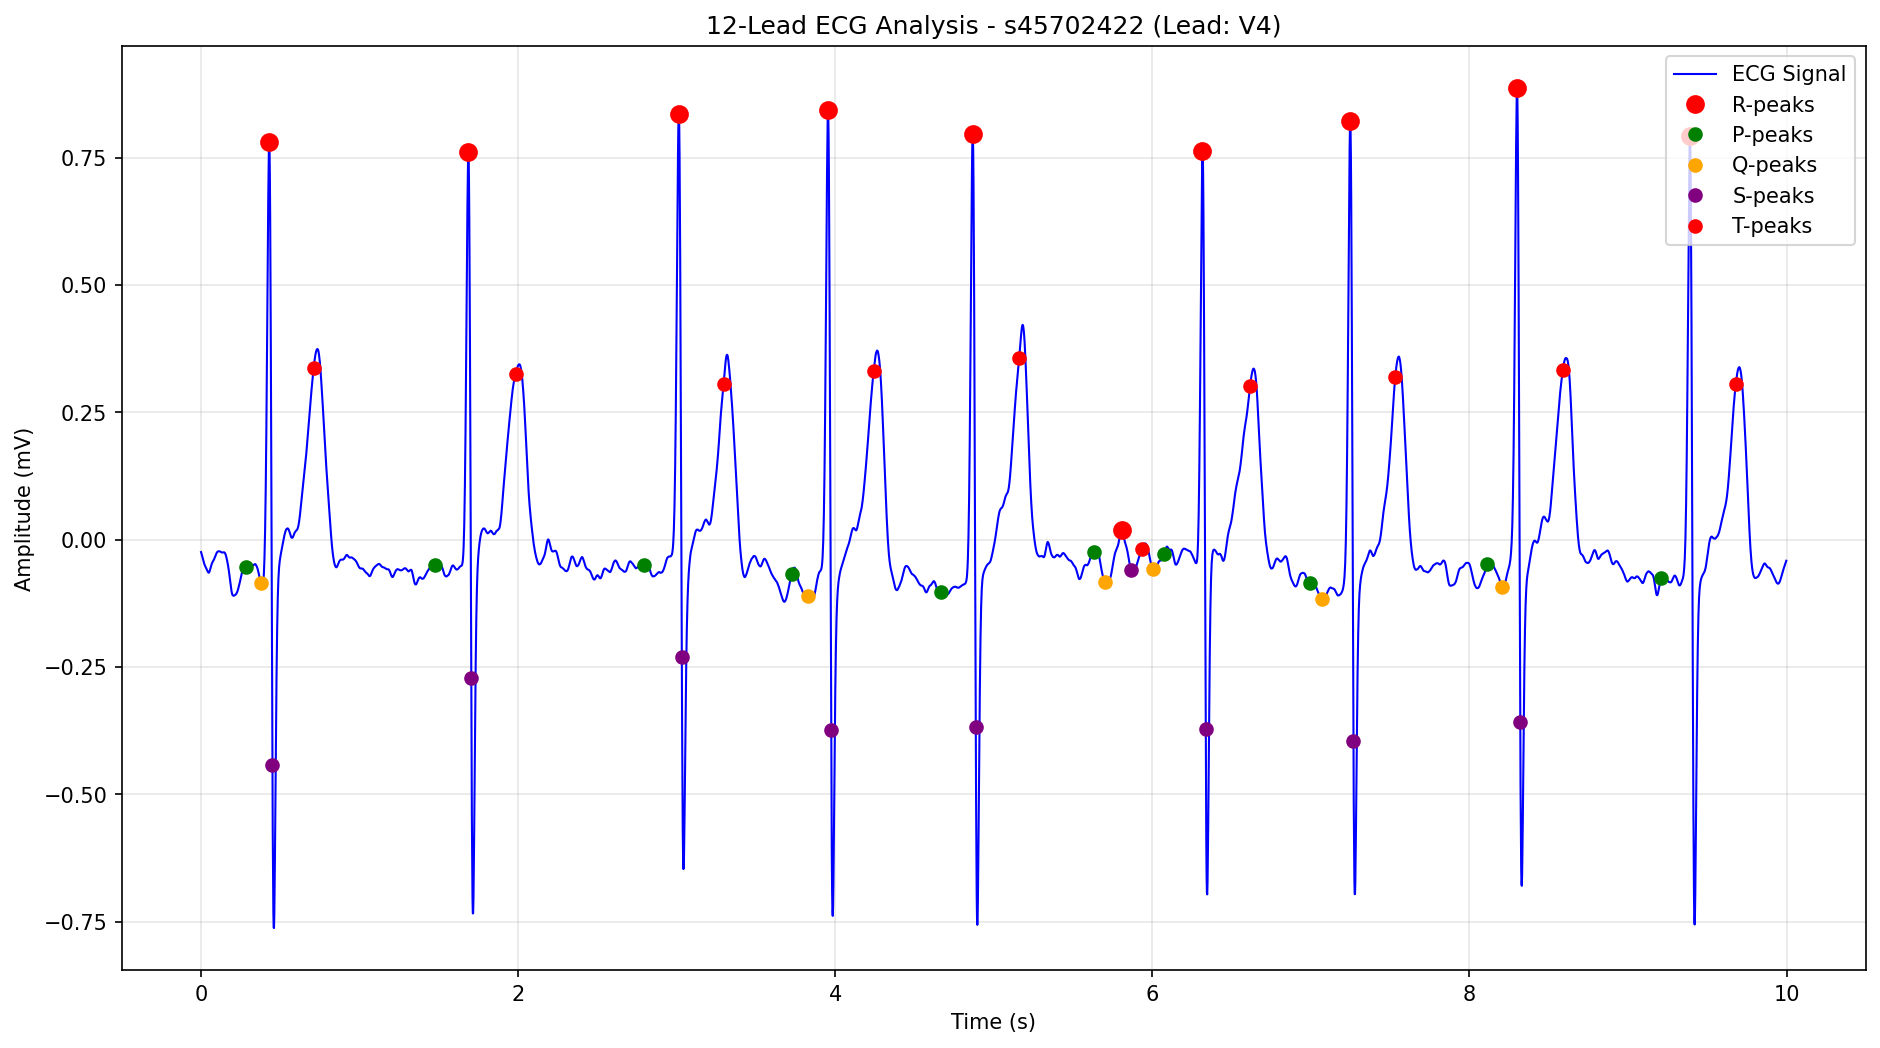 12-Lead ECG Analysis - s45702422 (Lead: V4)
ECG Signal
R-peaks
P-peaks
Q-peaks
S-peaks
T-peaks
Amplitude (mV)
0.75
0.50
0.25
0.00
−0.25
−0.50
−0.75
0 2 4 6 8 10
Time (s)